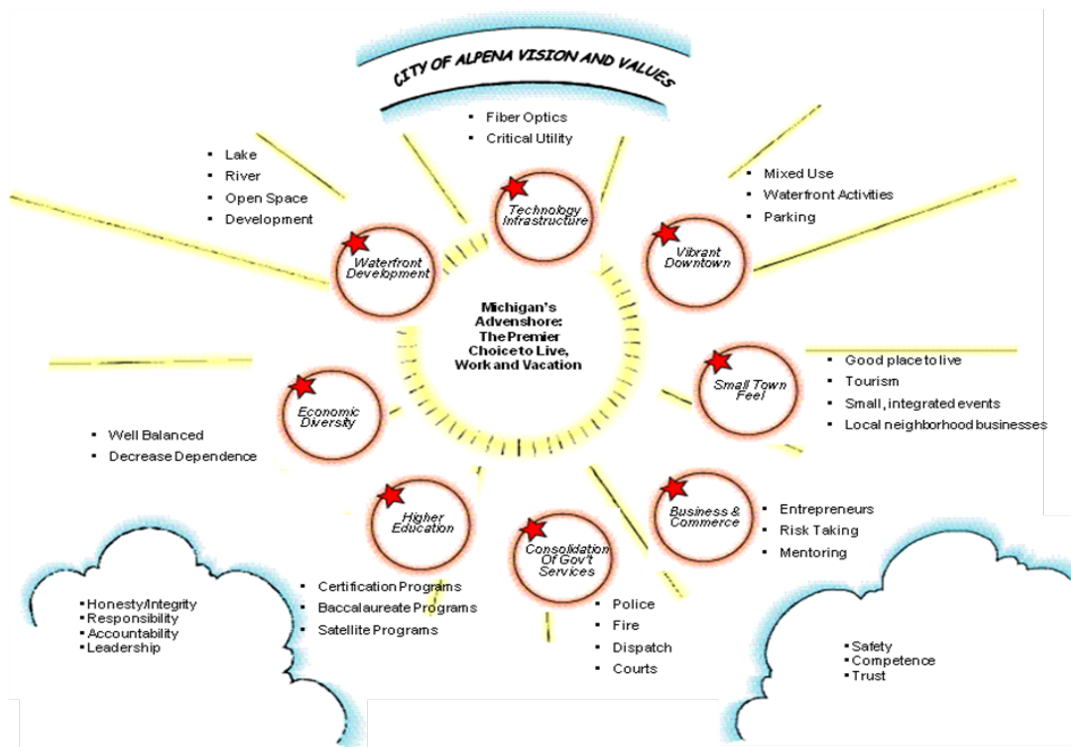 CITY OF ALPENA VISION AND VALUES
▪ Fiber Optics
▪ Critical Utility
Technology
Infrastructure
▪ Lake
▪ River
▪ Open Space
▪ Development
Waterfront
Development
▪ Mixed Use
▪ Waterfront Activities
▪ Parking
Vibrant
Downtown
Michigan's
Advenshore:
The Premier
Choice to Live,
Work and Vacation
▪ Good place to live
▪ Tourism
▪ Small, integrated events
▪ Local neighborhood businesses
Small Town
Feel
Economic
Diversity
▪ Well Balanced
▪ Decrease Dependence
Higher
Education
▪ Certification Programs
▪ Baccalaureate Programs
▪ Satellite Programs
Consolidation
Of Gov't
Services
▪ Police
▪ Fire
▪ Dispatch
▪ Courts
Business &
Commerce
▪ Entrepreneurs
▪ Risk Taking
▪ Mentoring
▪ Honesty/Integrity
▪ Responsibility
▪ Accountability
▪ Leadership
▪ Safety
▪ Competence
▪ Trust